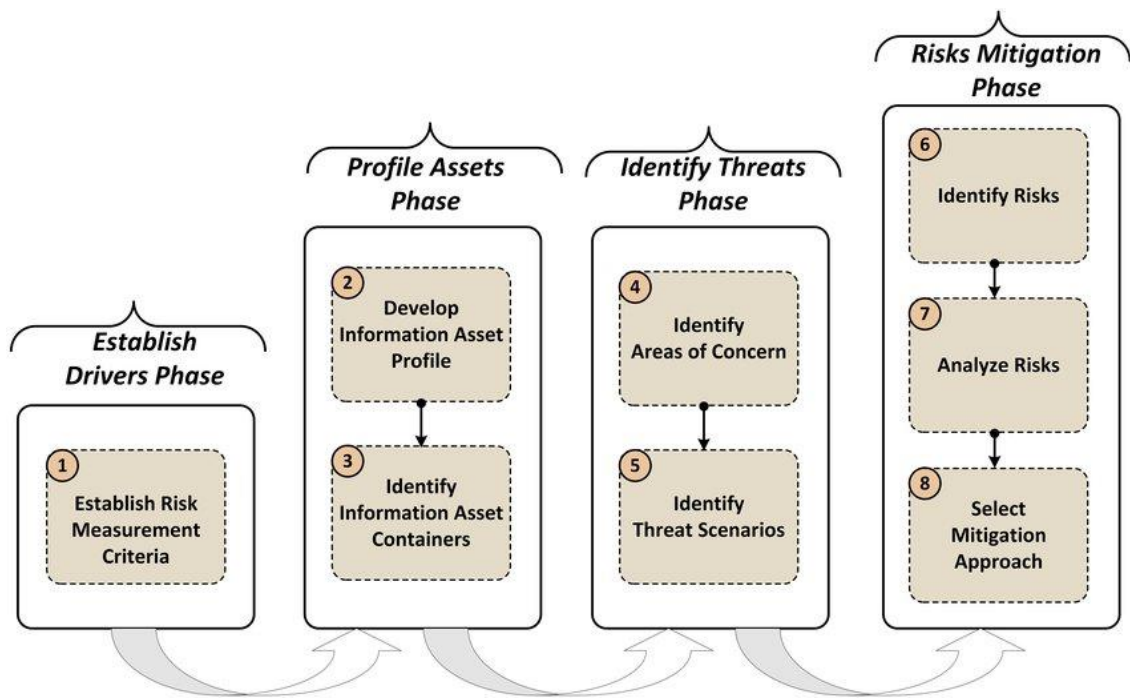 Establish
Drivers Phase
1
Establish Risk
Measurement
Criteria
Profile Assets
Phase
2
Develop
Information Asset
Profile
3
Identify
Information Asset
Containers
Identify Threats
Phase
4
Identify
Areas of Concern
5
Identify
Threat Scenarios
Risks Mitigation
Phase
6
Identify Risks
7
Analyze Risks
8
Select
Mitigation
Approach